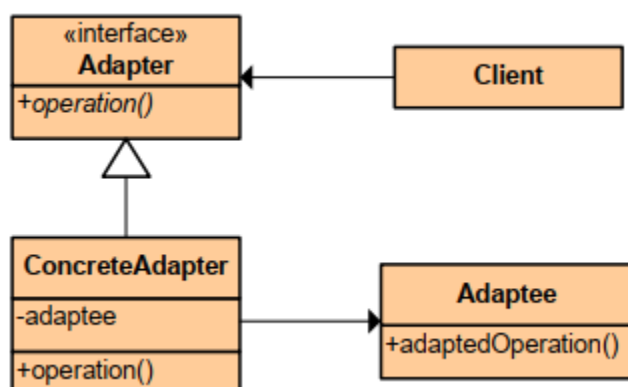 «interface»
Adapter
+operation()
Client
ConcreteAdapter
-adaptee
+operation()
Adaptee
+adaptedOperation()